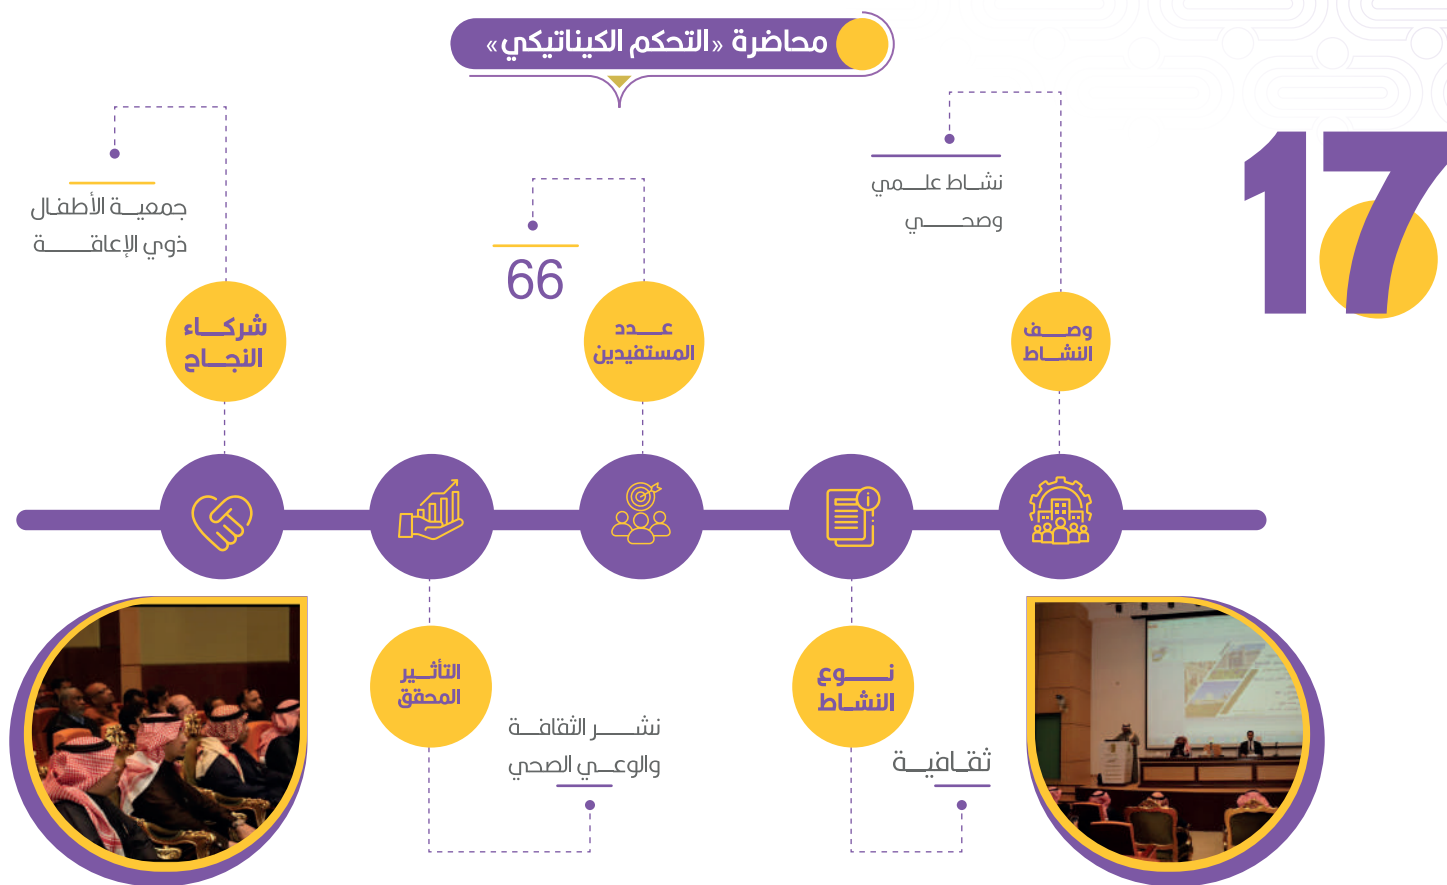 محاضرة «التحكم الكيناتيكي»
17
نشاط علمي
وصحي
وصف
النشاط
نوع
النشاط
ثقافية
66
عدد
المستفيدين
التأثير
المحقق
نشر الثقافة
والوعي الصحي
جمعية الأطفال
ذوي الإعاقة
شركاء
النجاح